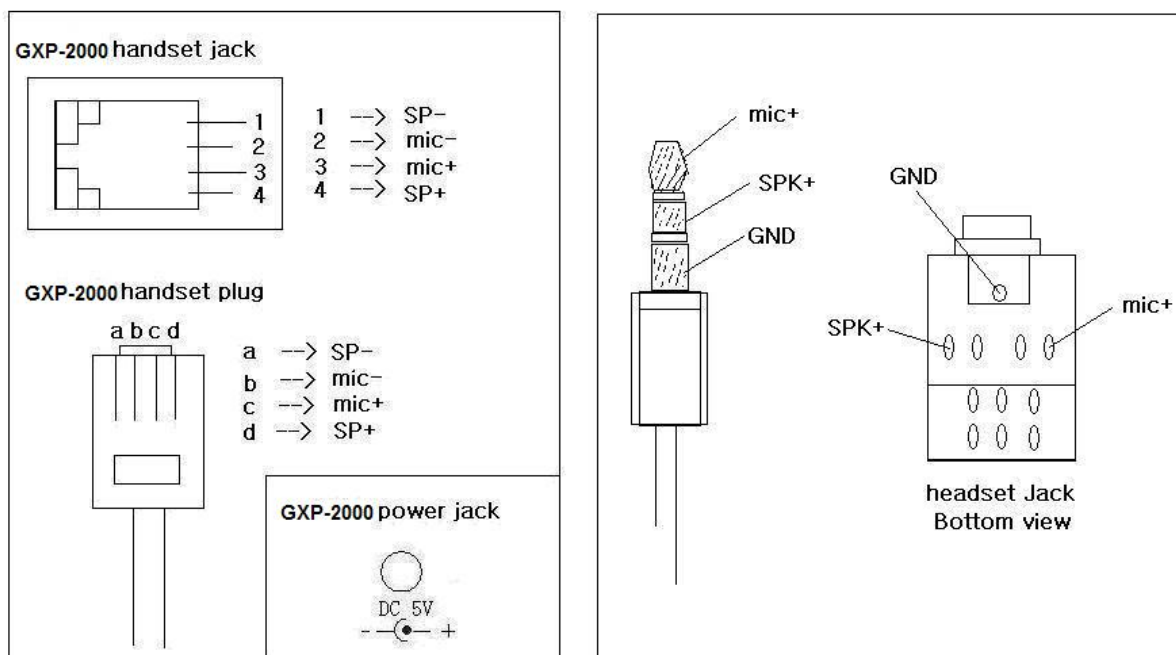 GXP-2000 handset jack
1
2
3
4
1 --> SP-
2 --> mic-
3 --> mic+
4 --> SP+
GXP-2000 handset plug
a b c d
a --> SP-
b --> mic-
c --> mic+
d --> SP+
GXP-2000 power jack
DC 5V
- +
mic+
SPK+
GND
GND
SPK+
mic+
headset Jack
Bottom view